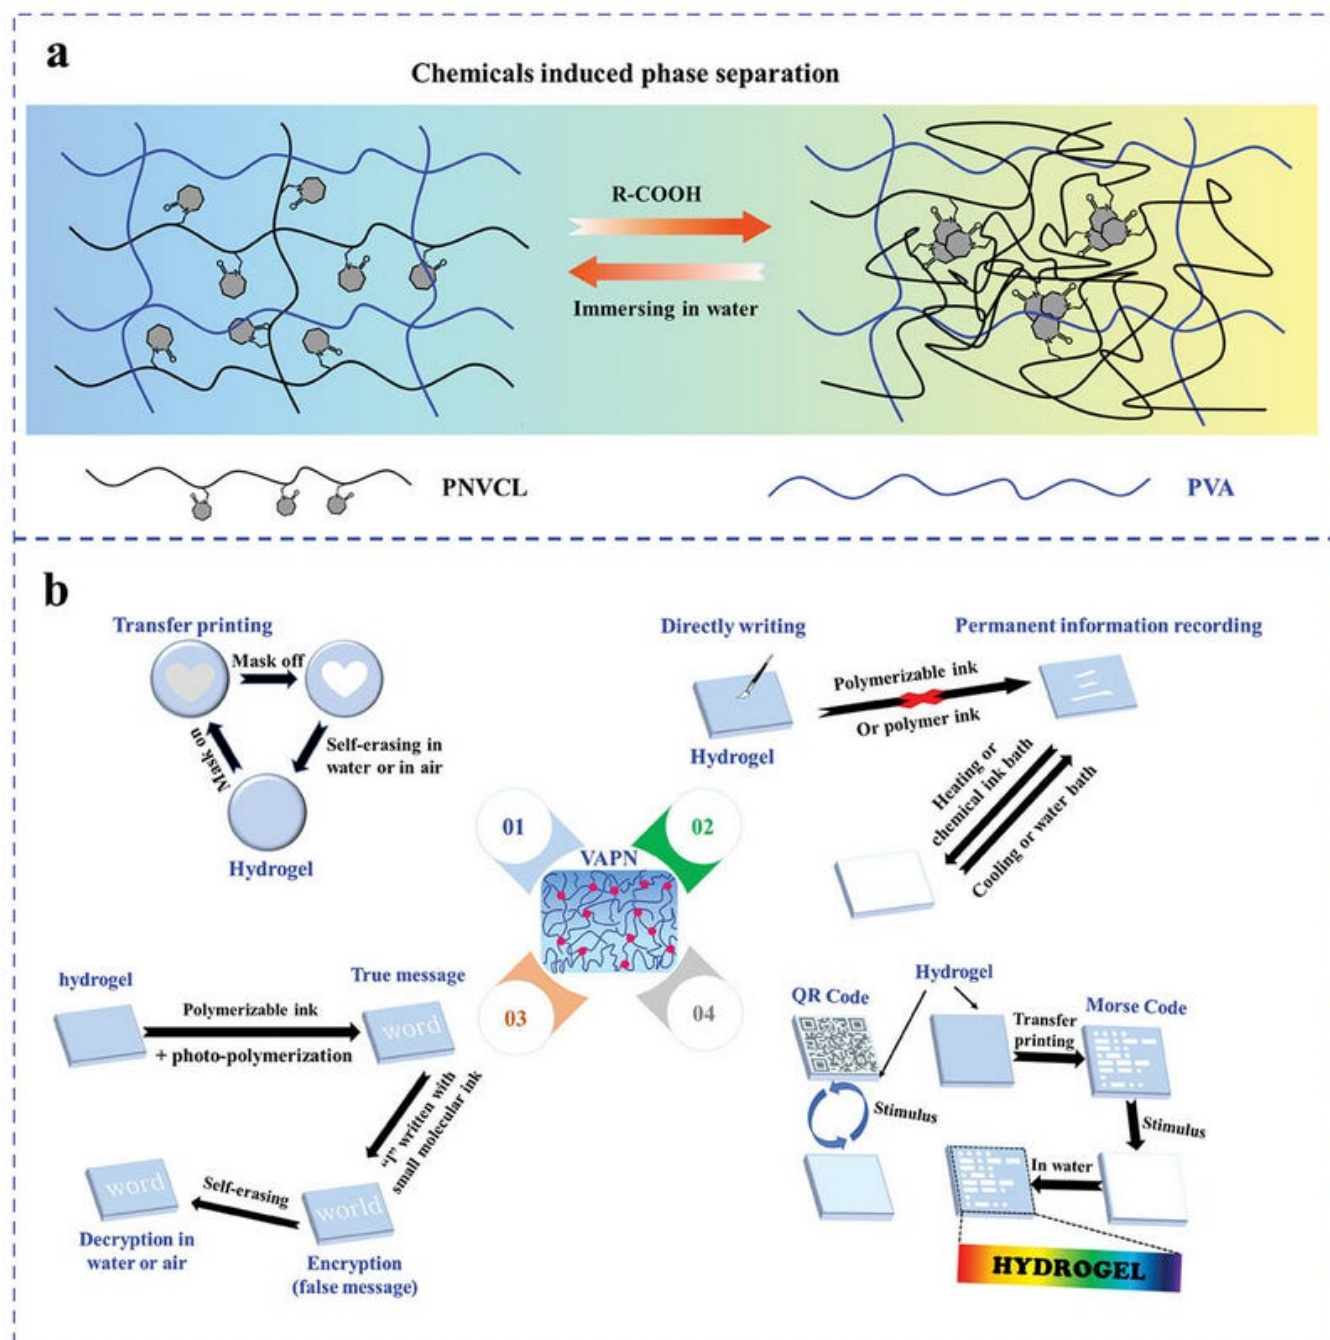 a
Chemicals induced phase separation
R-COOH
Immersing in water
PNVCL
PVA
b
Transfer printing
Mask off
Self-erasing in
water or in air
Mask on
Hydrogel
Directly writing
Hydrogel
Polymerizable ink
Or polymer ink
Permanent information recording
三
Heating or
chemical ink bath
Cooling or water bath
01
02
VAPN
03
04
hydrogel
Polymerizable ink
+ photo-polymerization
True message
word
"l" written with
small molecular ink
world
Encryption
(false message)
Self-erasing
word
Decryption in
water or air
Hydrogel
QR Code
Stimulus
Transfer
printing
Morse Code
Stimulus
In water
HYDROGEL